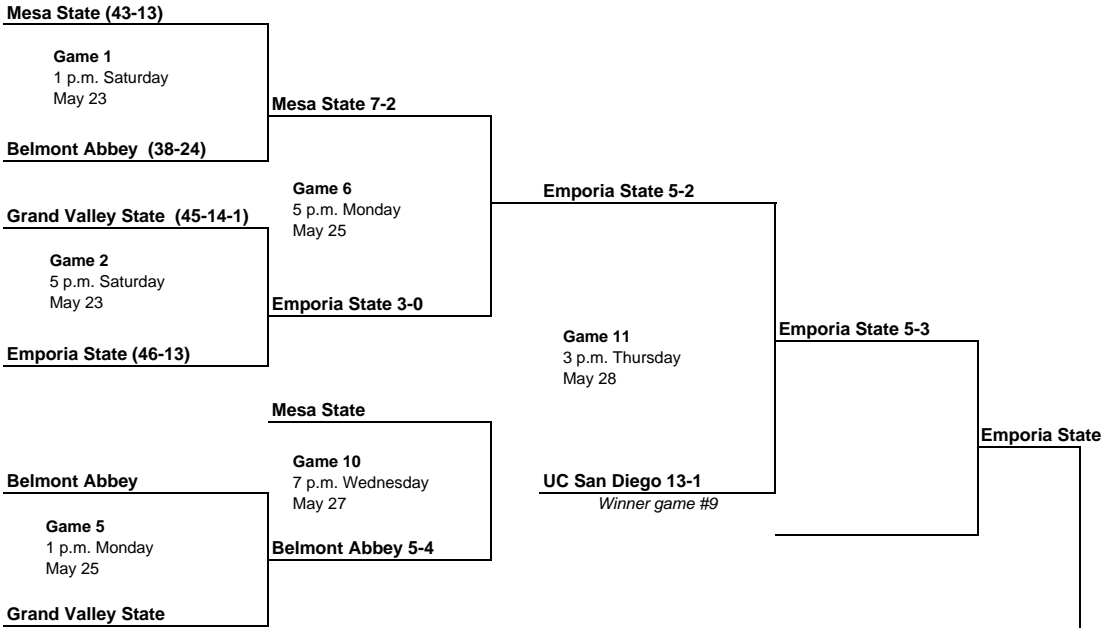 Mesa State (43-13)
Game 1
1 p.m. Saturday
May 23
Mesa State 7-2
Belmont Abbey  (38-24)
Game 6
5 p.m. Monday
May 25
Emporia State 5-2
Grand Valley State  (45-14-1)
Game 2
5 p.m. Saturday
May 23
Emporia State 3-0
Emporia State (46-13)
Game 11
3 p.m. Thursday
May 28
Emporia State 5-3
Mesa State
Emporia State
Game 10
7 p.m. Wednesday
May 27
Belmont Abbey
UC San Diego 13-1
Winner game #9
Game 5
1 p.m. Monday
May 25
Belmont Abbey 5-4
Grand Valley State